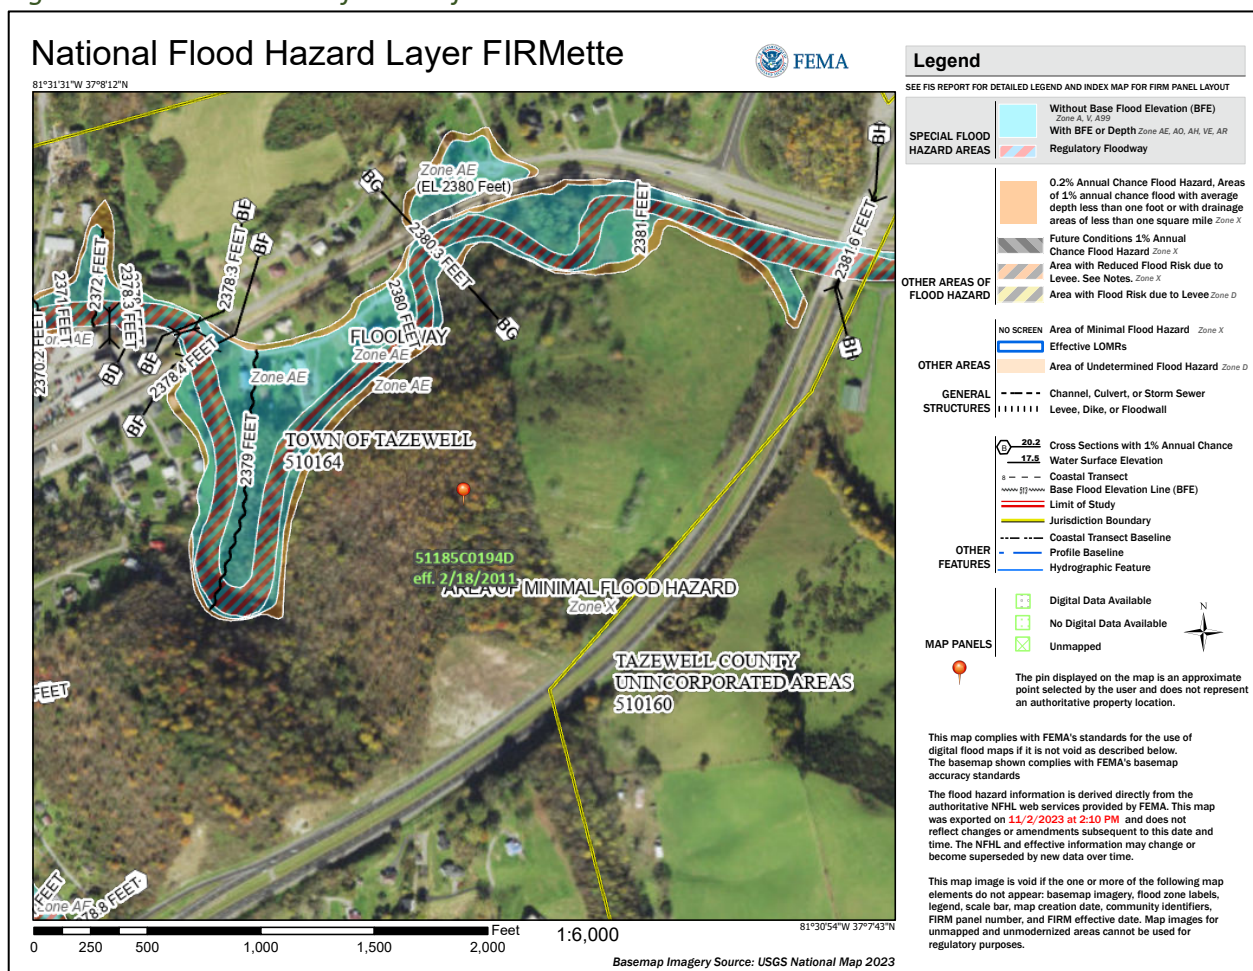 National Flood Hazard Layer FIRMette
FEMA
81°31'31"W 37°8'12"N
BH
Zone AE
(EL 2380 Feet)
BG
2381 FEET
2381.6 FEET
2380.3 FEET
BE
BF
2378.3 FEET
2372 FEET
2371 FEET
2378.3 FEET
2370.2 FEET
Zone AE
BD
BE
2378.4 FEET
BF
2380 FEET
FLOODWAY
Zone AE
Zone AE
Zone AE
BG
BH
2379 FEET
TOWN OF TAZEWELL
510164
51185C0194D
eff. 2/18/2011
AREA OF MINIMAL FLOOD HAZARD
Zone X
TAZEWELL COUNTY
UNINCORPORATED AREAS
510160
FEET
FEET
Zone AE
78.8 FEET
0 250 500 1,000 1,500 2,000
Feet
1:6,000
81°30'54"W 37°7'43"N
Basemap Imagery Source: USGS National Map 2023
Legend
SEE FIS REPORT FOR DETAILED LEGEND AND INDEX MAP FOR FIRM PANEL LAYOUT
SPECIAL FLOOD
HAZARD AREAS
Without Base Flood Elevation (BFE)
Zone A, V, A99
With BFE or Depth Zone AE, AO, AH, VE, AR
Regulatory Floodway
OTHER AREAS OF
FLOOD HAZARD
0.2% Annual Chance Flood Hazard, Areas
of 1% annual chance flood with average
depth less than one foot or with drainage
areas of less than one square mile Zone X
Future Conditions 1% Annual
Chance Flood Hazard Zone X
Area with Reduced Flood Risk due to
Levee. See Notes. Zone X
Area with Flood Risk due to Levee Zone D
OTHER AREAS
NO SCREEN Area of Minimal Flood Hazard Zone X
Effective LOMRs
Area of Undetermined Flood Hazard Zone D
GENERAL
STRUCTURES
Channel, Culvert, or Storm Sewer
Levee, Dike, or Floodwall
OTHER
FEATURES
B 20.2 Cross Sections with 1% Annual Chance
17.5 Water Surface Elevation
8 Coastal Transect
Base Flood Elevation Line (BFE)
Limit of Study
Jurisdiction Boundary
Coastal Transect Baseline
Profile Baseline
Hydrographic Feature
MAP PANELS
Digital Data Available
No Digital Data Available
Unmapped
N
The pin displayed on the map is an approximate
point selected by the user and does not represent
an authoritative property location.
This map complies with FEMA's standards for the use of
digital flood maps if it is not void as described below.
The basemap shown complies with FEMA's basemap
accuracy standards
The flood hazard information is derived directly from the
authoritative NFHL web services provided by FEMA. This map
was exported on 11/2/2023 at 2:10 PM and does not
reflect changes or amendments subsequent to this date and
time. The NFHL and effective information may change or
become superseded by new data over time.
This map image is void if the one or more of the following map
elements do not appear: basemap imagery, flood zone labels,
legend, scale bar, map creation date, community identifiers,
FIRM panel number, and FIRM effective date. Map images for
unmapped and unmodernized areas cannot be used for
regulatory purposes.